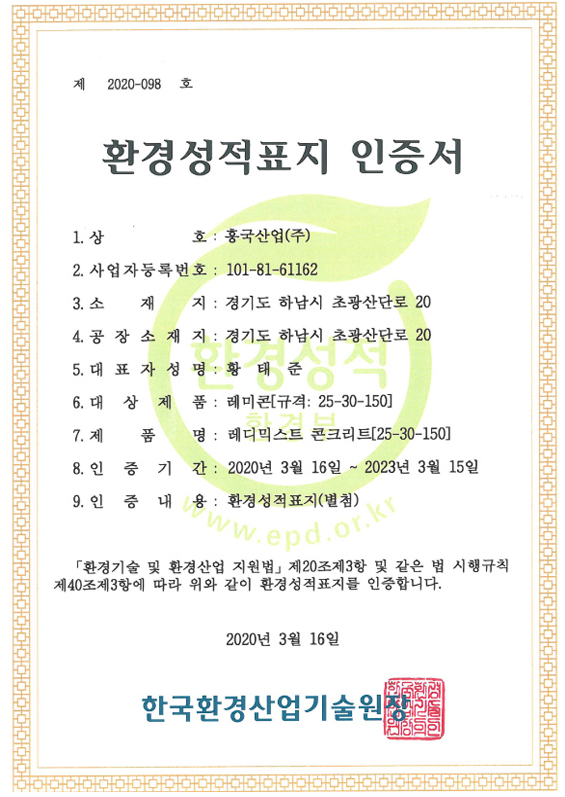 제 2020-098 호
환경성적표지 인증서
1. 상 호 : 흥국산업(주)
2. 사업자등록번호 : 101-81-61162
3. 소 재 지 : 경기도 하남시 초광산단로 20
4. 공 장 소 재 지 : 경기도 하남시 초광산단로 20
5. 대 표 자 성 명 : 황 태 준
6. 대 상 제 품 : 레미콘[규격: 25-30-150]
7. 제 품 명 : 레디믹스트 콘크리트[25-30-150]
8. 인 증 기 간 : 2020년 3월 16일 ~ 2023년 3월 15일
9. 인 증 내 용 : 환경성적표지(별첨)
환경성적
환경부
www.epd.or.kr
「환경기술 및 환경산업 지원법」 제20조제3항 및 같은 법 시행규칙
제40조제3항에 따라 위와 같이 환경성적표지를 인증합니다.
2020년 3월 16일
한국환경산업기술원장